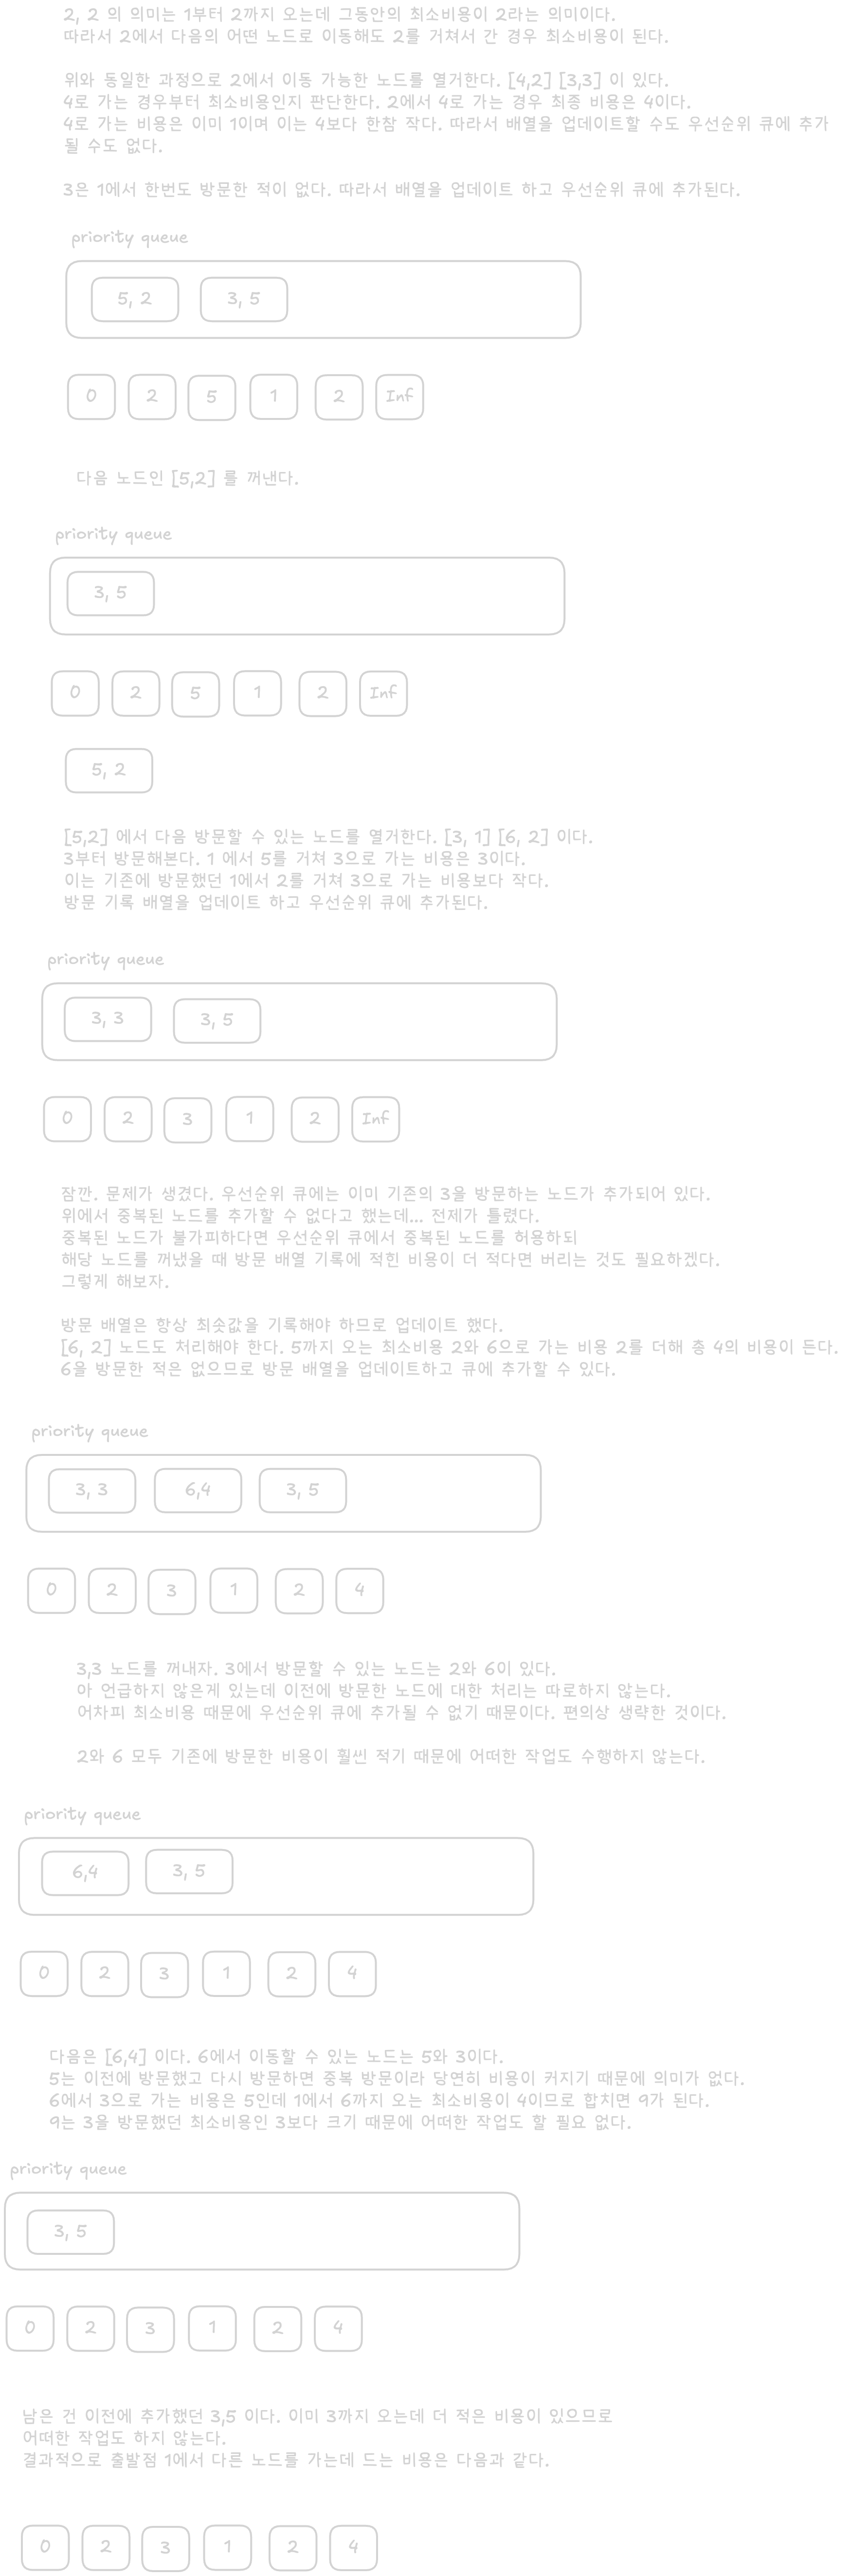 2, 2 의 의미는 1부터 2까지 오는데 그동안의 최소비용이 2라는 의미이다.
따라서 2에서 다음의 어떤 노드로 이동해도 2를 거쳐서 간 경우 최소비용이 된다.
위와 동일한 과정으로 2에서 이동 가능한 노드를 열거한다. [4,2] [3,3] 이 있다.
4로 가는 경우부터 최소비용인지 판단한다. 2에서 4로 가는 경우 최종 비용은 4이다.
4로 가는 비용은 이미 1이며 이는 4보다 한참 작다. 따라서 배열을 업데이트할 수도 우선순위 큐에 추가
될 수도 없다.
3은 1에서 한번도 방문한 적이 없다. 따라서 배열을 업데이트 하고 우선순위 큐에 추가된다.
priority queue
5, 2 3, 5
0 2 5 1 2 Inf
다음 노드인 [5,2] 를 꺼낸다.
priority queue
3, 5
0 2 5 1 2 Inf
5, 2
[5,2] 에서 다음 방문할 수 있는 노드를 열거한다. [3, 1] [6, 2] 이다.
3부터 방문해본다. 1 에서 5를 거쳐 3으로 가는 비용은 3이다.
이는 기존에 방문했던 1에서 2를 거쳐 3으로 가는 비용보다 작다.
방문 기록 배열을 업데이트 하고 우선순위 큐에 추가된다.
priority queue
3, 3 3, 5
0 2 3 1 2 Inf
잠깐. 문제가 생겼다. 우선순위 큐에는 이미 기존의 3을 방문하는 노드가 추가되어 있다.
위에서 중복된 노드를 추가할 수 없다고 했는데... 전제가 틀렸다.
중복된 노드가 불가피하다면 우선순위 큐에서 중복된 노드를 허용하되
해당 노드를 꺼냈을 때 방문 배열 기록에 적힌 비용이 더 적다면 버리는 것도 필요하겠다.
그렇게 해보자.
방문 배열은 항상 최솟값을 기록해야 하므로 업데이트 했다.
[6, 2] 노드도 처리해야 한다. 5까지 오는 최소비용 2와 6으로 가는 비용 2를 더해 총 4의 비용이 든다.
6을 방문한 적은 없으므로 방문 배열을 업데이트하고 큐에 추가할 수 있다.
priority queue
3, 3 6,4 3, 5
0 2 3 1 2 4
3,3 노드를 꺼내자. 3에서 방문할 수 있는 노드는 2와 6이 있다.
아 언급하지 않은게 있는데 이전에 방문한 노드에 대한 처리는 따로하지 않는다.
어차피 최소비용 때문에 우선순위 큐에 추가될 수 없기 때문이다. 편의상 생략한 것이다.
2와 6 모두 기존에 방문한 비용이 훨씬 적기 때문에 어떠한 작업도 수행하지 않는다.
priority queue
6,4 3, 5
0 2 3 1 2 4
다음은 [6,4] 이다. 6에서 이동할 수 있는 노드는 5와 3이다.
5는 이전에 방문했고 다시 방문하면 중복 방문이라 당연히 비용이 커지기 때문에 의미가 없다.
6에서 3으로 가는 비용은 5인데 1에서 6까지 오는 최소비용이 4이므로 합치면 9가 된다.
9는 3을 방문했던 최소비용인 3보다 크기 때문에 어떠한 작업도 할 필요 없다.
priority queue
3, 5
0 2 3 1 2 4
남은 건 이전에 추가했던 3,5 이다. 이미 3까지 오는데 더 적은 비용이 있으므로
어떠한 작업도 하지 않는다.
결과적으로 출발점 1에서 다른 노드를 가는데 드는 비용은 다음과 같다.
0 2 3 1 2 4